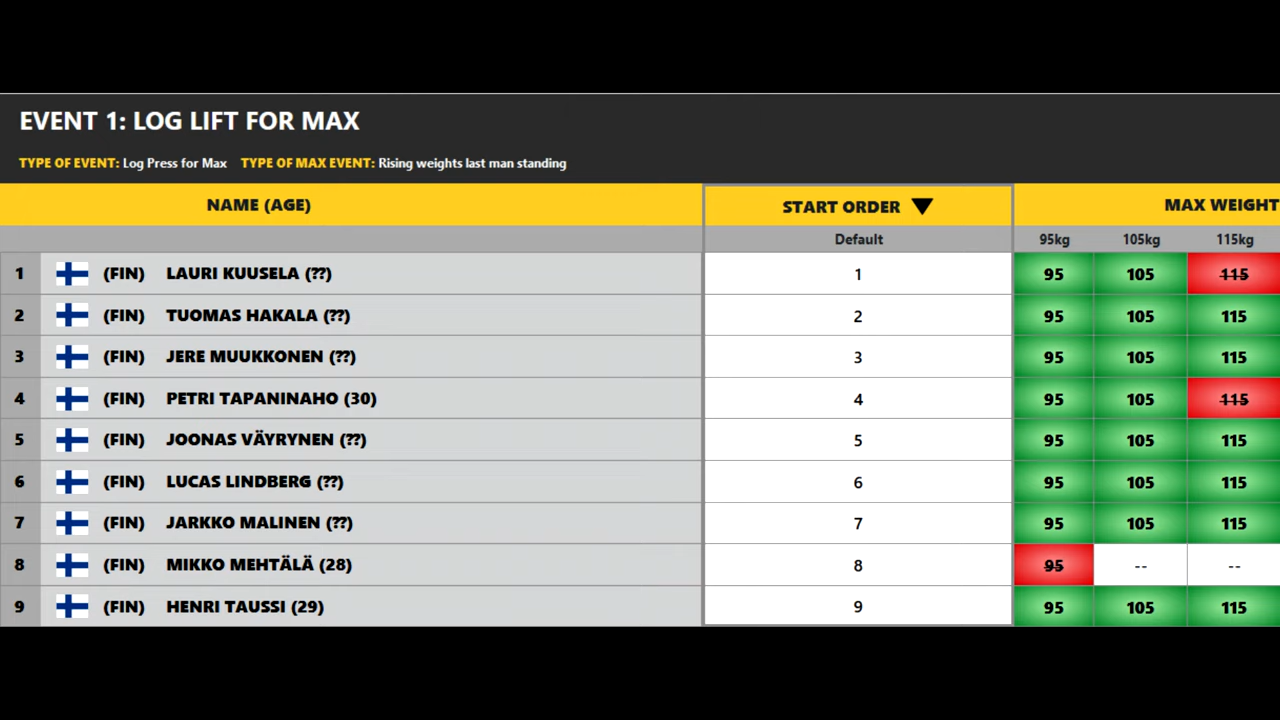 EVENT 1: LOG LIFT FOR MAX
TYPE OF EVENT: Log Press for Max TYPE OF MAX EVENT: Rising weights last man standing
NAME (AGE) START ORDER ▼ MAX WEIGHT
Default 95kg 105kg 115kg
1 (FIN) LAURI KUUSELA (??) 1 95 105 115
2 (FIN) TUOMAS HAKALA (??) 2 95 105 115
3 (FIN) JERE MUUKKONEN (??) 3 95 105 115
4 (FIN) PETRI TAPANINAHO (30) 4 95 105 115
5 (FIN) JOONAS VÄYRYNEN (??) 5 95 105 115
6 (FIN) LUCAS LINDBERG (??) 6 95 105 115
7 (FIN) JARKKO MALINEN (??) 7 95 105 115
8 (FIN) MIKKO MEHTÄLÄ (28) 8 95 -- --
9 (FIN) HENRI TAUSSI (29) 9 95 105 115